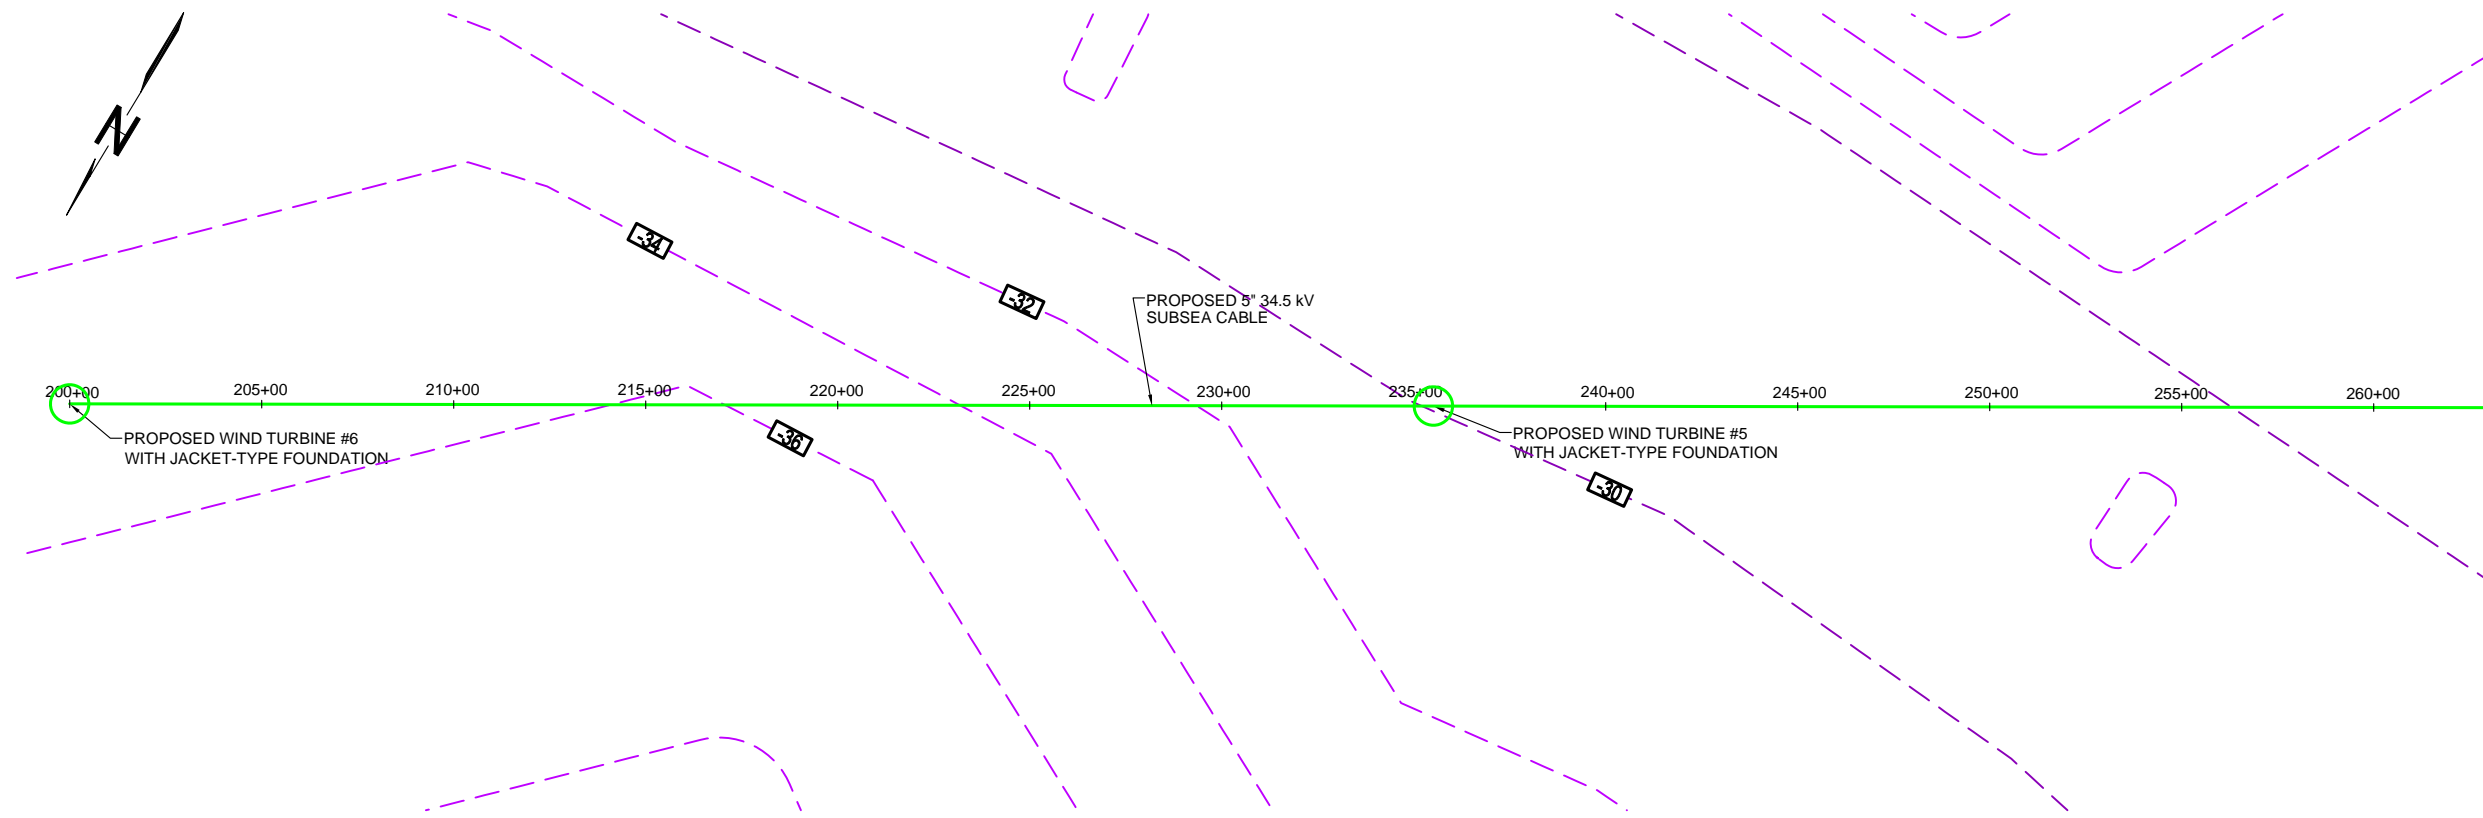 N
-34
-32
PROPOSED 5" 34.5 kV
SUBSEA CABLE
200+00
205+00
210+00
215+00
220+00
225+00
230+00
235+00
240+00
245+00
250+00
255+00
260+00
PROPOSED WIND TURBINE #6
WITH JACKET-TYPE FOUNDATION
-36
PROPOSED WIND TURBINE #5
WITH JACKET-TYPE FOUNDATION
-30